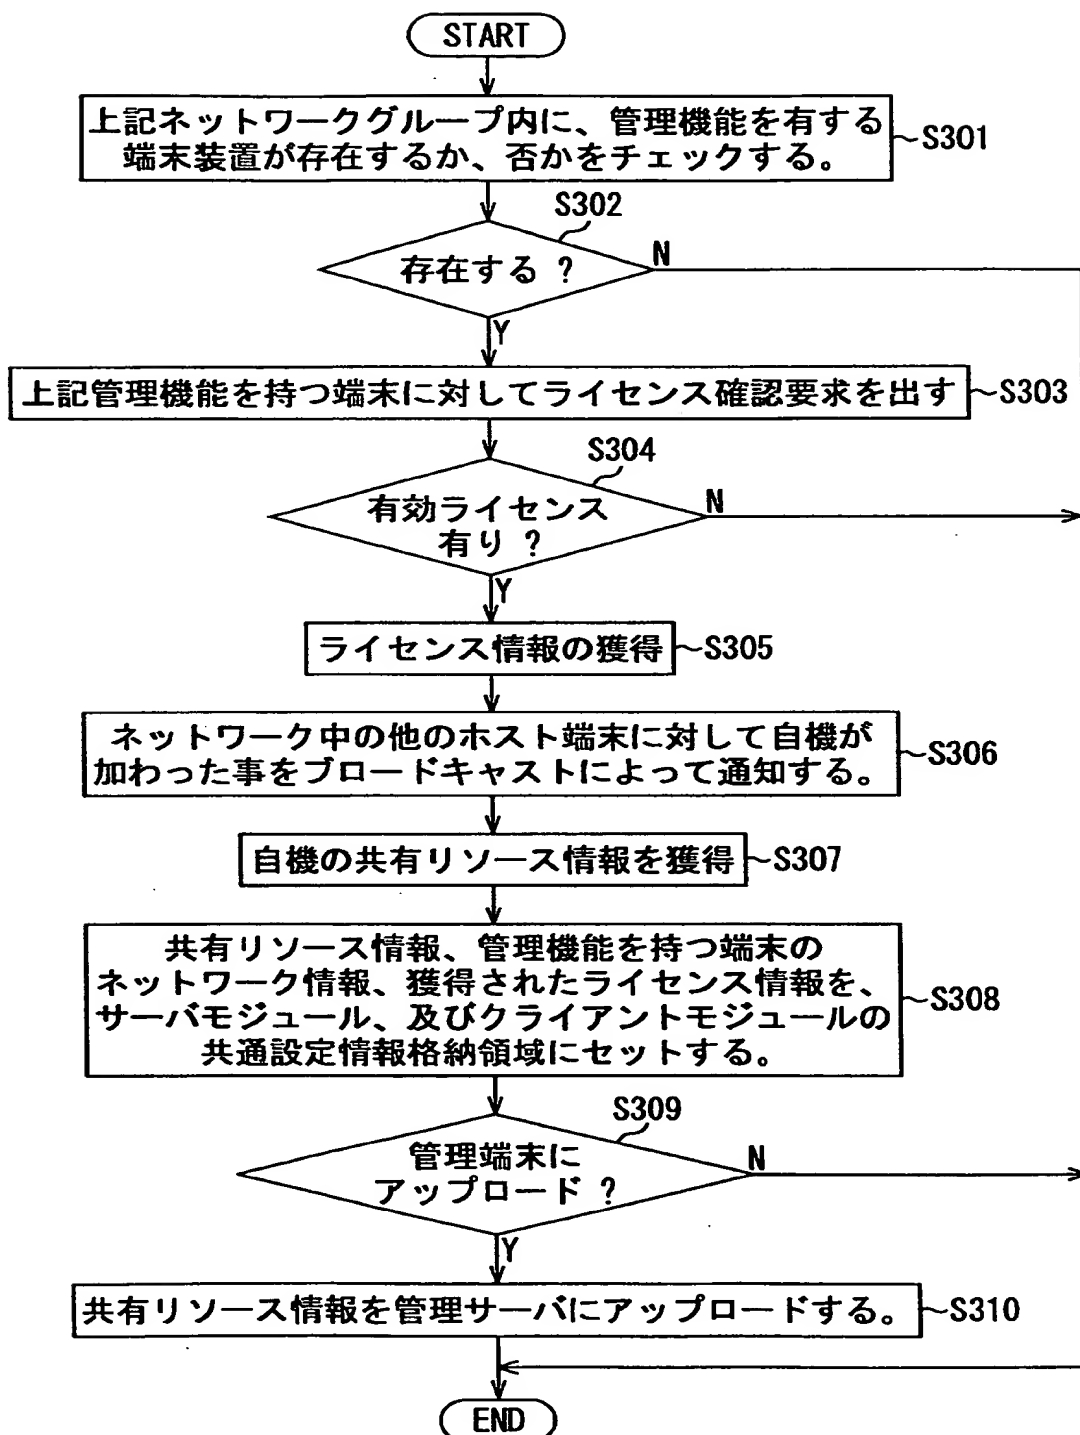 START
上記ネットワークグループ内に、管理機能を有する
端末装置が存在するか、否かをチェックする。
S301
S302
存在する ?
N
Y
上記管理機能を持つ端末に対してライセンス確認要求を出す
S303
S304
有効ライセンス
有り ?
N
Y
ライセンス情報の獲得
S305
ネットワーク中の他のホスト端末に対して自機が
加わった事をブロードキャストによって通知する。
S306
自機の共有リソース情報を獲得
S307
共有リソース情報、管理機能を持つ端末の
ネットワーク情報、獲得されたライセンス情報を、
サーバモジュール、及びクライアントモジュールの
共通設定情報格納領域にセットする。
S308
S309
管理端末に
アップロード ?
N
Y
共有リソース情報を管理サーバにアップロードする。
S310
END